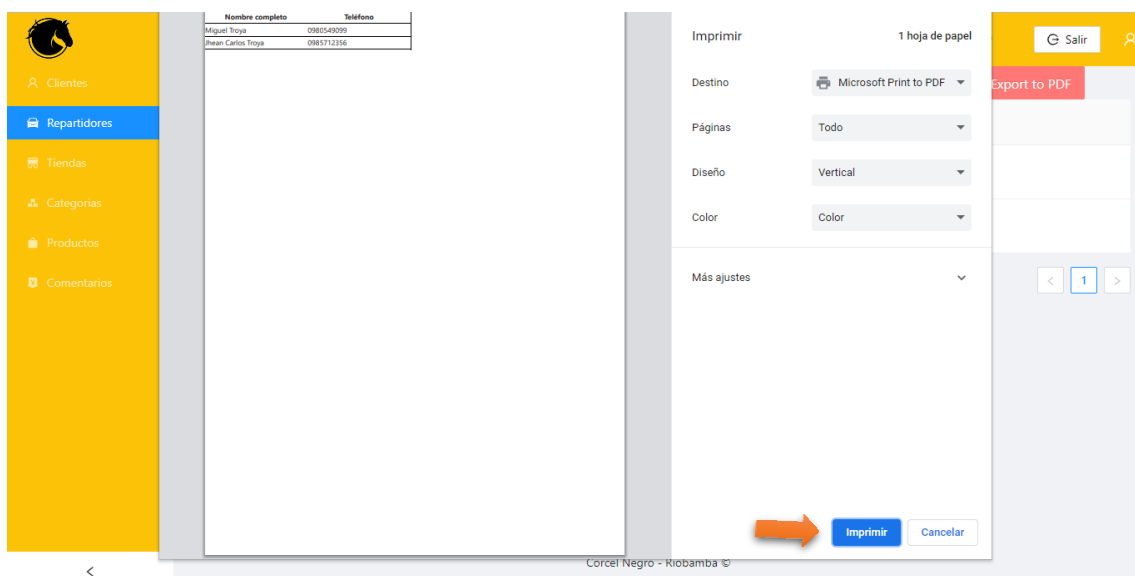 Nombre completo Teléfono
Miguel Troya 0980549099
Jhean Carlos Troya 0985712356
Imprimir 1 hoja de papel
Salir
Clientes
Destino Microsoft Print to PDF
Export to PDF
Repartidores
Páginas Todo
Tiendas
Diseño Vertical
Categorias
Color Color
Productos
Más ajustes
Comentarios
1
Imprimir Cancelar
Corcel Negro - Riobamba ©